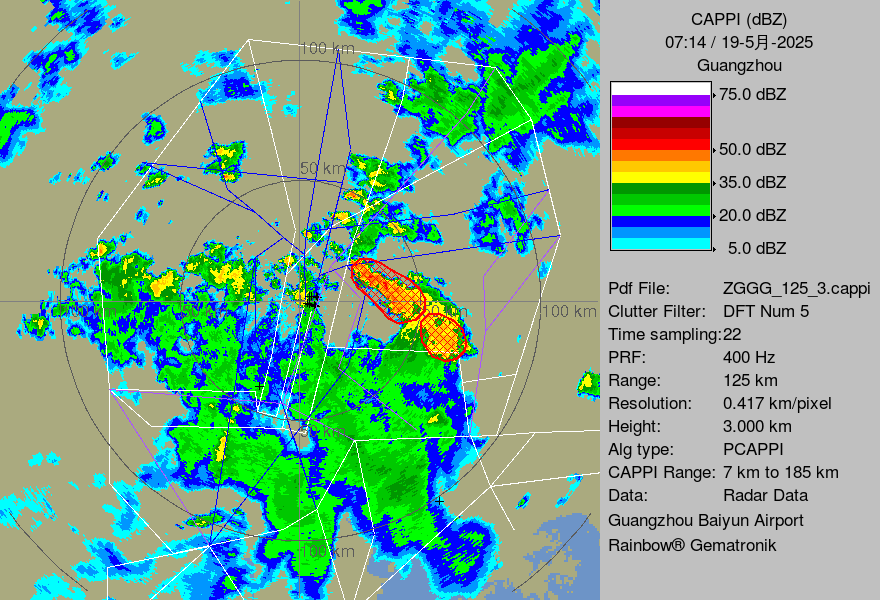 CAPPI (dBZ)
07:14 / 19-5月-2025
Guangzhou
75.0 dBZ
50.0 dBZ
35.0 dBZ
20.0 dBZ
5.0 dBZ
Pdf File: ZGGG_125_3.cappi
Clutter Filter: DFT Num 5
Time sampling:22
PRF: 400 Hz
Range: 125 km
Resolution: 0.417 km/pixel
Height: 3.000 km
Alg type: PCAPPI
CAPPI Range: 7 km to 185 km
Data: Radar Data
Guangzhou Baiyun Airport
Rainbow® Gematronik
100 km
50 km
100 km
50 km
100 km